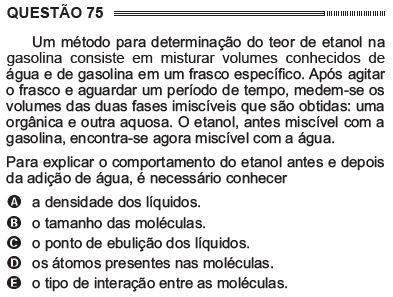 QUESTÃO 75
Um método para determinação do teor de etanol na
gasolina consiste em misturar volumes conhecidos de
água e de gasolina em um frasco específico. Após agitar
o frasco e aguardar um período de tempo, medem-se os
volumes das duas fases imiscíveis que são obtidas: uma
orgânica e outra aquosa. O etanol, antes miscível com a
gasolina, encontra-se agora miscível com a água.
Para explicar o comportamento do etanol antes e depois
da adição de água, é necessário conhecer
A a densidade dos líquidos.
B o tamanho das moléculas.
C o ponto de ebulição dos líquidos.
D os átomos presentes nas moléculas.
E o tipo de interação entre as moléculas.